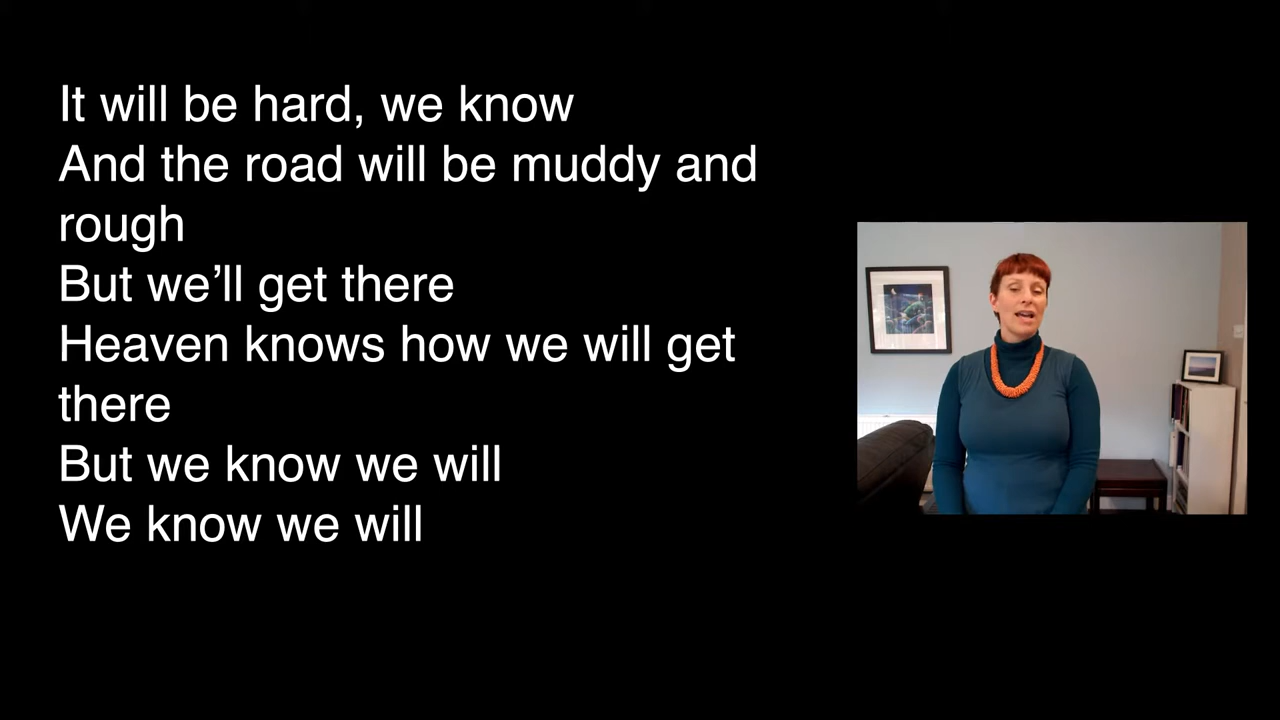 It will be hard, we know
And the road will be muddy and
rough
But we’ll get there
Heaven knows how we will get
there
But we know we will
We know we will